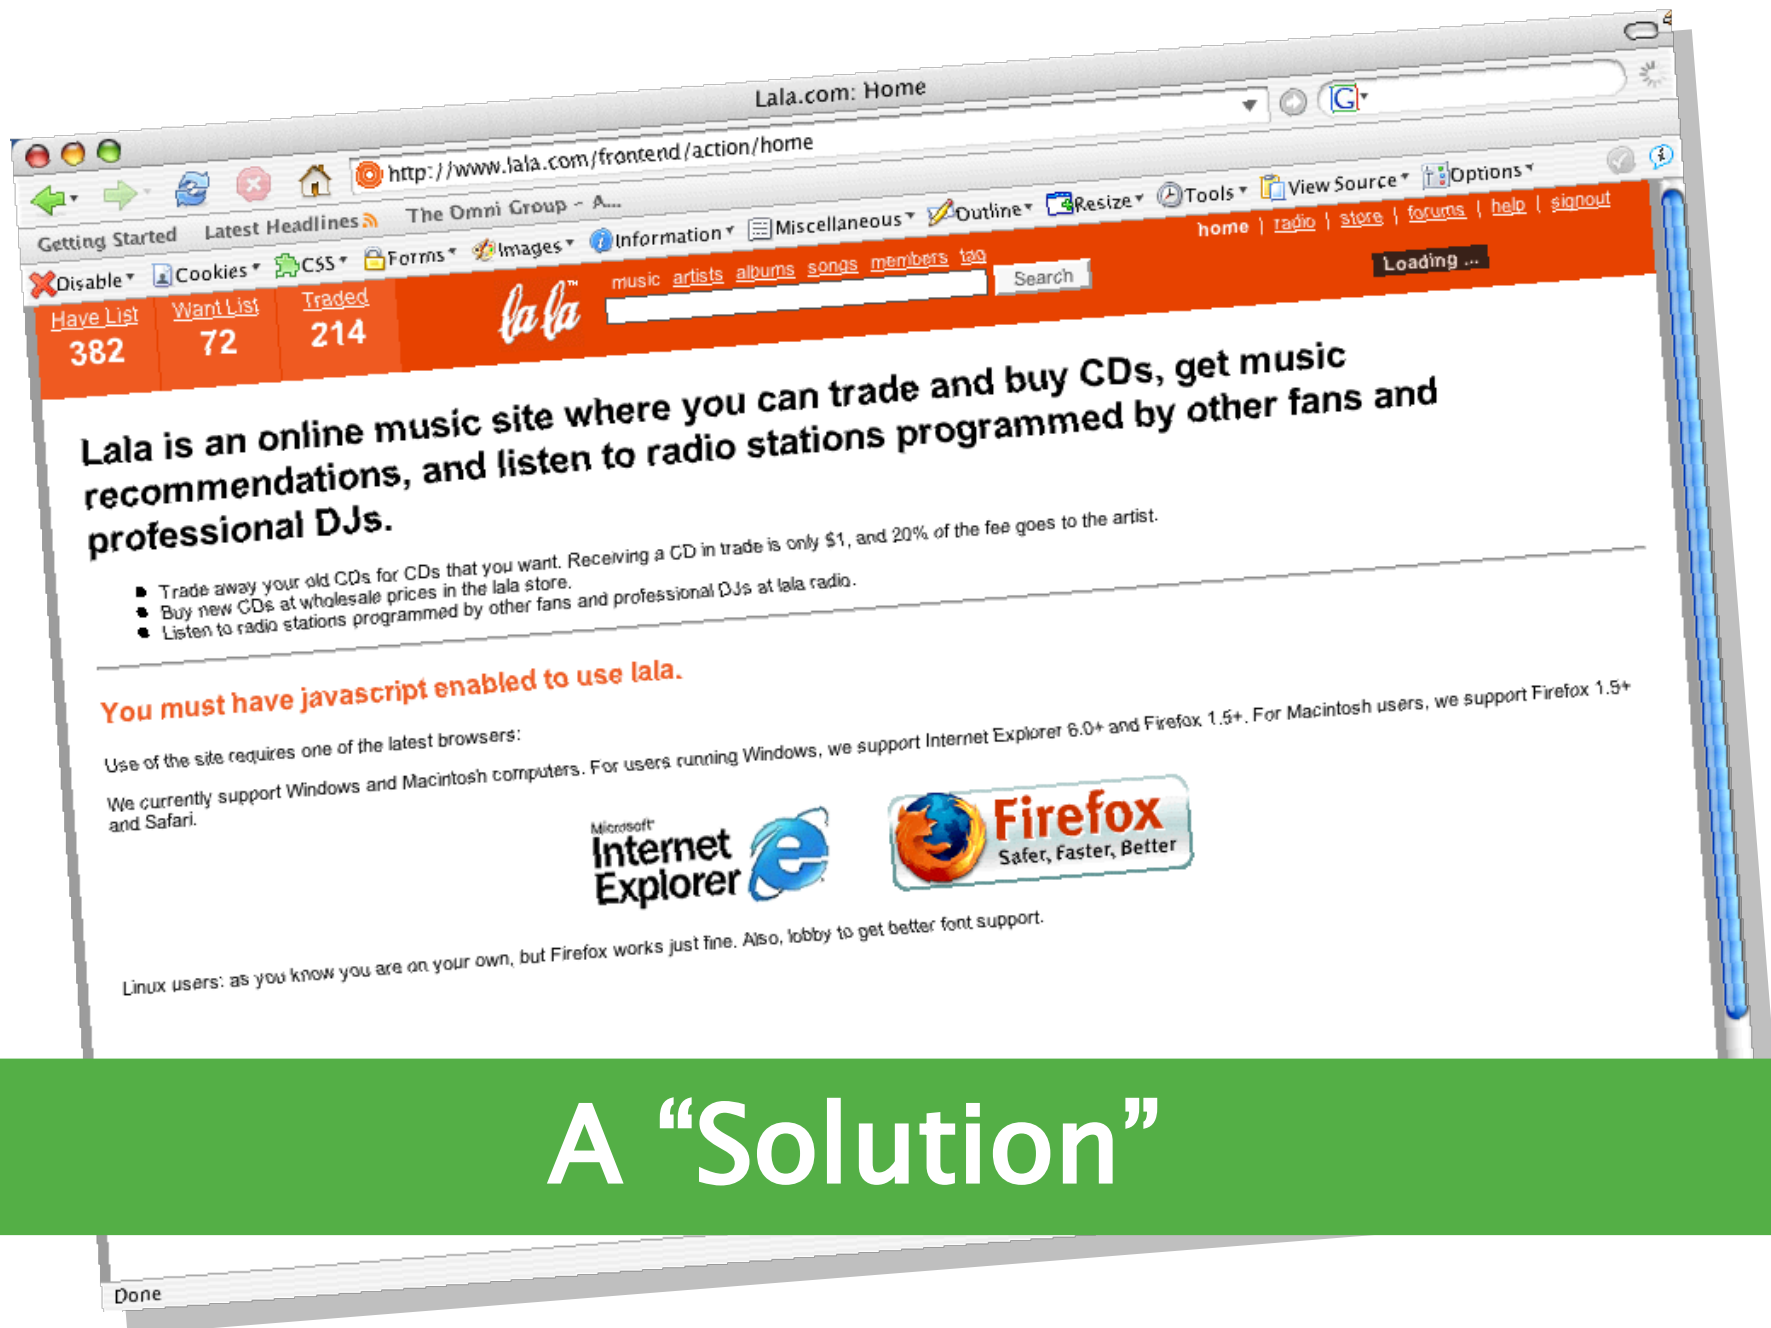 Lala.com: Home
http://www.lala.com/frontend/action/home
G
Getting Started Latest Headlines The Omni Group - A...
Disable Cookies CSS Forms Images Information Miscellaneous Outline Resize Tools View Source Options
home | radio | store | forums | help | signout
Loading ...
Have List Want List Traded
382 72 214
la la™
music artists albums songs members tag
Search
Lala is an online music site where you can trade and buy CDs, get music
recommendations, and listen to radio stations programmed by other fans and
professional DJs.
Trade away your old CDs for CDs that you want. Receiving a CD in trade is only $1, and 20% of the fee goes to the artist.
Buy new CDs at wholesale prices in the lala store.
Listen to radio stations programmed by other fans and professional DJs at lala radio.
You must have javascript enabled to use lala.
Use of the site requires one of the latest browsers:
We currently support Windows and Macintosh computers. For users running Windows, we support Internet Explorer 6.0+ and Firefox 1.5+. For Macintosh users, we support Firefox 1.5+
and Safari.
Microsoft
Internet
Explorer
Firefox
Safer, Faster, Better
Linux users: as you know you are on your own, but Firefox works just fine. Also, lobby to get better font support.
A “Solution”
Done